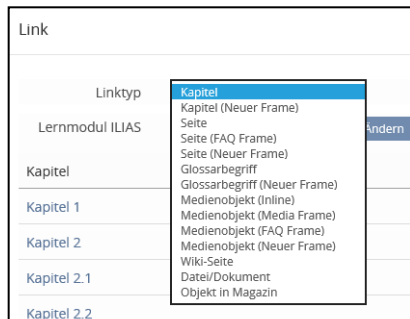 Link
Linktyp
Kapitel
Kapitel (Neuer Frame)
Seite
Seite (FAQ Frame)
Seite (Neuer Frame)
Glossarbegriff
Glossarbegriff (Neuer Frame)
Medienobjekt (Inline)
Medienobjekt (Media Frame)
Medienobjekt (FAQ Frame)
Medienobjekt (Neuer Frame)
Wiki-Seite
Datei/Dokument
Objekt in Magazin
Lernmodul ILIAS
Ändern
Kapitel
Kapitel 1
Kapitel 2
Kapitel 2.1
Kapitel 2.2